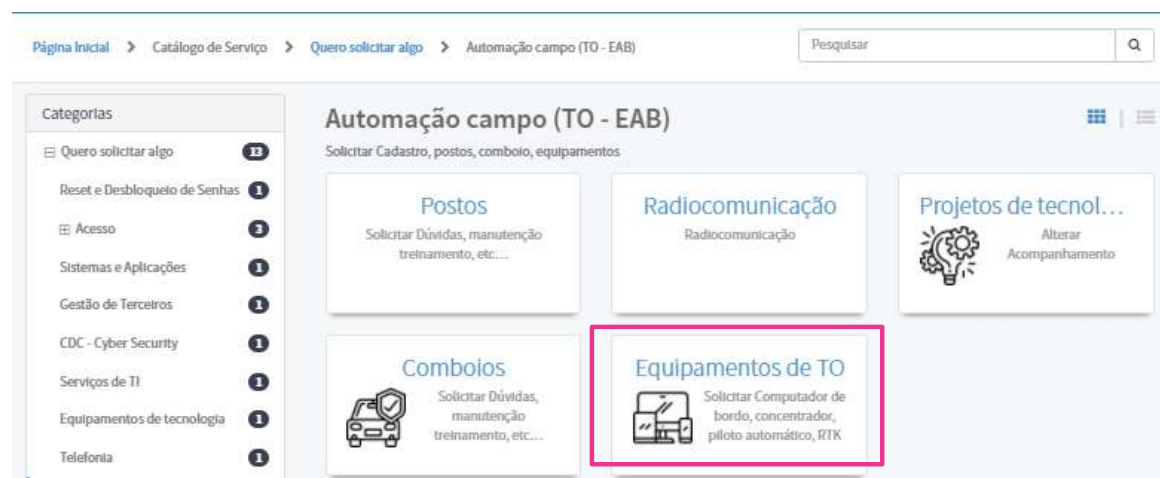 Página Inicial > Catálogo de Serviço > Quero solicitar algo > Automação campo (TO - EAB)
Pesquisar
Categorias
Quero solicitar algo 13
Reset e Desbloqueio de Senhas 1
Acesso 3
Sistemas e Aplicações 1
Gestão de Terceiros 1
CDC - Cyber Security 1
Serviços de TI 1
Equipamentos de tecnologia 1
Telefonia 1
Automação campo (TO - EAB)
Solicitar Cadastro, postos, comboio, equipamentos
Postos
Solicitar Dúvidas, manutenção
treinamento, etc...
Radiocomunicação
Radiocomunicação
Projetos de tecnol...
Alterar
Acompanhamento
Comboios
Solicitar Dúvidas,
manutenção
treinamento, etc...
Equipamentos de TO
Solicitar Computador de
bordo, concentrador,
piloto automático, RTK